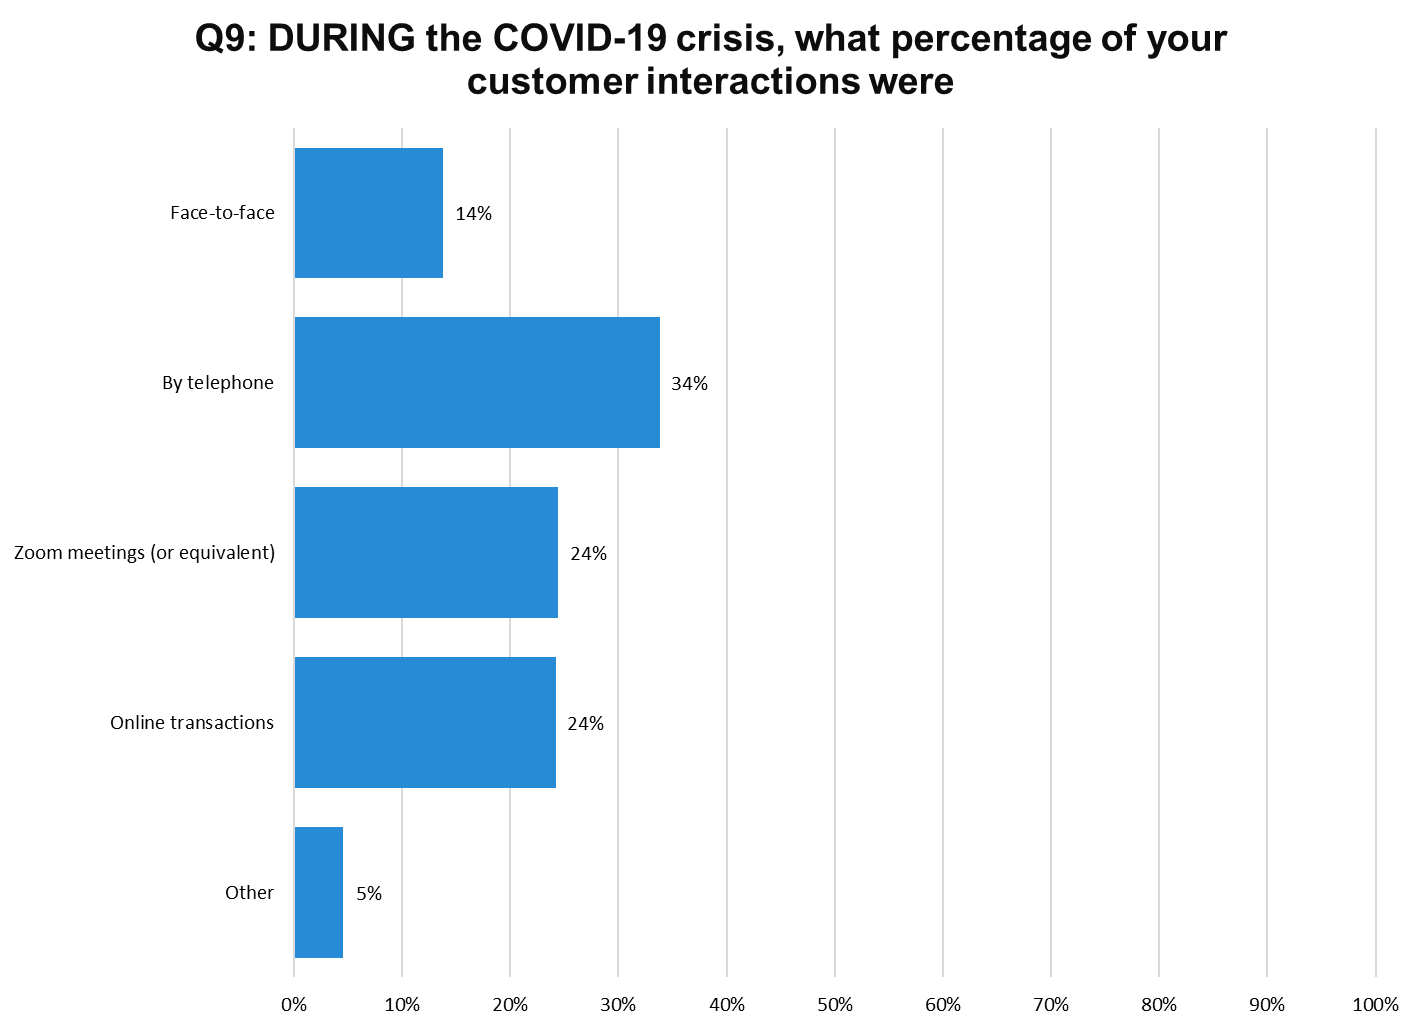 Q9: DURING the COVID-19 crisis, what percentage of your
customer interactions were
Face-to-face
14%
By telephone
34%
Zoom meetings (or equivalent)
24%
Online transactions
24%
Other
5%
0% 10% 20% 30% 40% 50% 60% 70% 80% 90% 100%